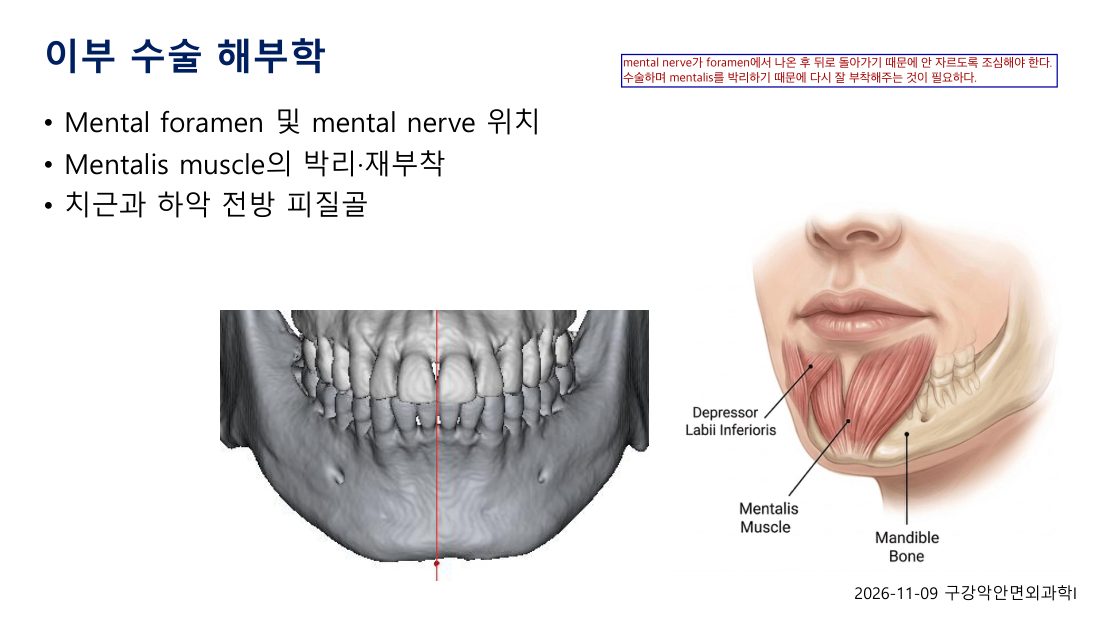 이부 수술 해부학
mental nerve가 foramen에서 나온 후 뒤로 돌아가기 때문에 안 자르도록 조심해야 한다.
수술하며 mentalis를 박리하기 때문에 다시 잘 부착해주는 것이 필요하다.
• Mental foramen 및 mental nerve 위치
• Mentalis muscle의 박리·재부착
• 치근과 하악 전방 피질골
Depressor
Labii Inferioris
Mentalis
Muscle
Mandible
Bone
2026-11-09 구강악안면외과학I